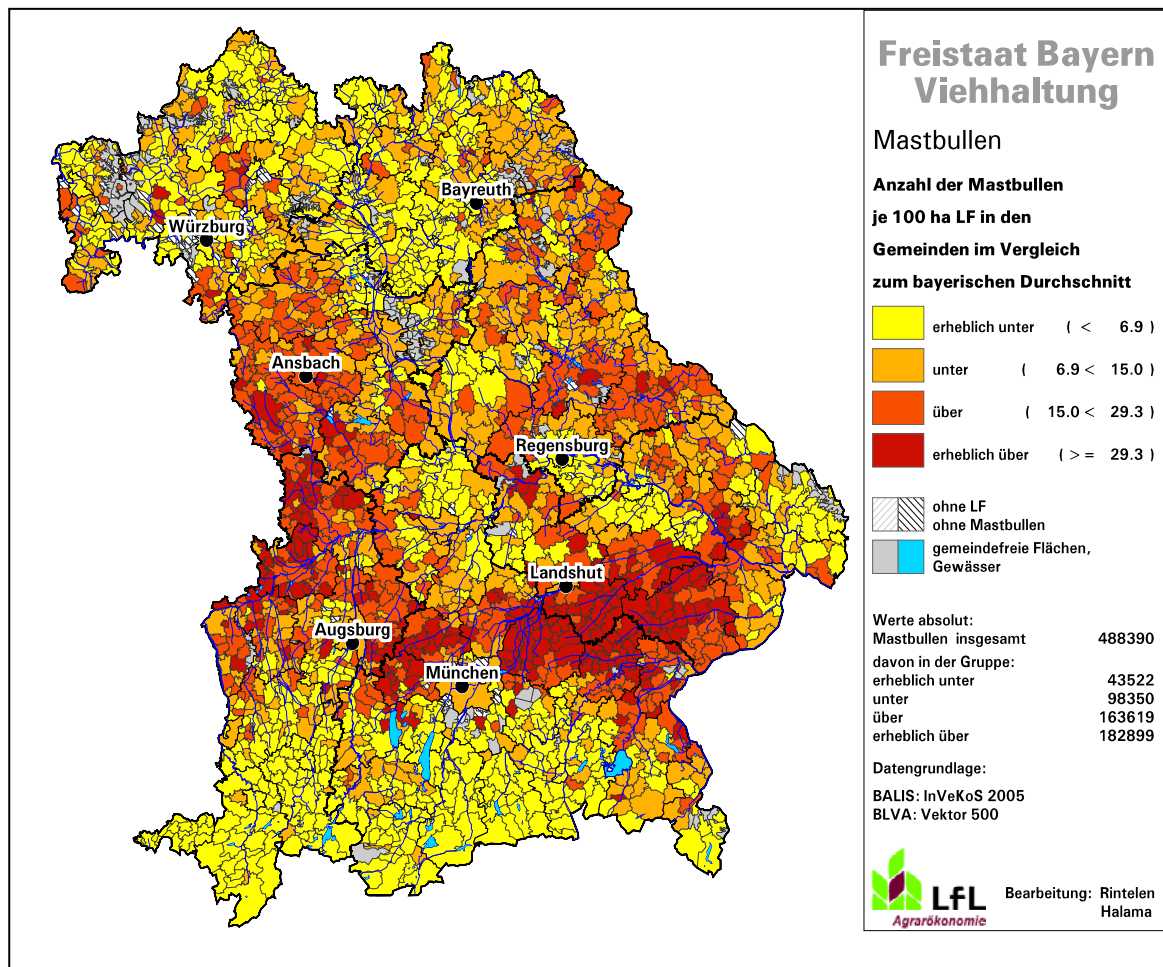 Freistaat Bayern
Viehhaltung
Mastbullen
Anzahl der Mastbullen
je 100 ha LF in den
Gemeinden im Vergleich
zum bayerischen Durchschnitt
erheblich unter ( < 6.9 )
unter ( 6.9 < 15.0 )
über ( 15.0 < 29.3 )
erheblich über ( > = 29.3 )
ohne LF
ohne Mastbullen
gemeindefreie Flächen,
Gewässer
Werte absolut:
Mastbullen insgesamt 488390
davon in der Gruppe:
erheblich unter 43522
unter 98350
über 163619
erheblich über 182899
Datengrundlage:
BALIS: InVeKoS 2005
BLVA: Vektor 500
LfL
Agrarökonomie
Bearbeitung: Rintelen
Halama
Bayreuth
Würzburg
Ansbach
Regensburg
Landshut
Augsburg
München